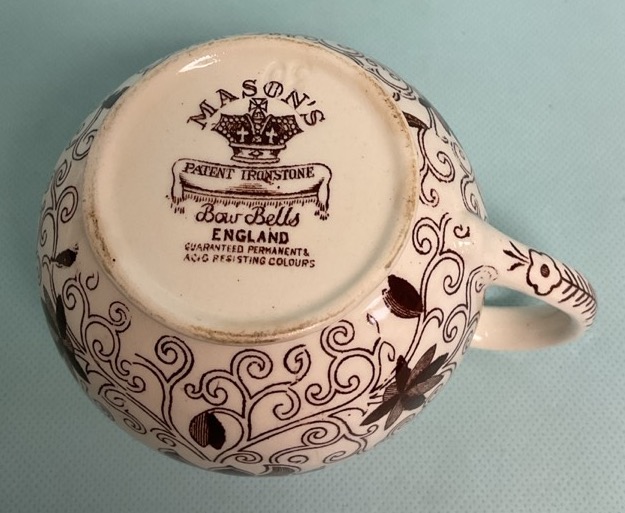 MASON'S
PATENT IRONSTONE
Bow Bells
ENGLAND
GUARANTEED PERMANENT &
ACID RESISTING COLOURS